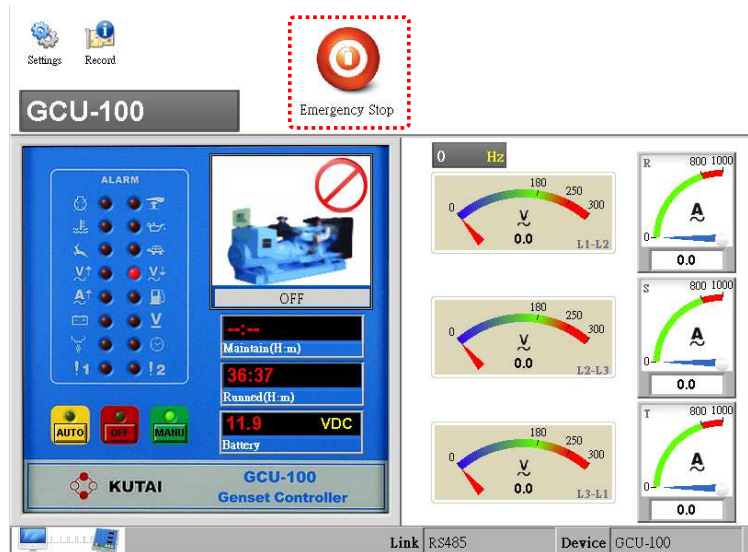 Settings Record
Emergency Stop
GCU-100
ALARM
V↑ V↓
A↑
V
!1 !2
OFF
--:--
Maintain(H:m)
36:37
Runned(H:m)
11.9 VDC
Battery
AUTO OFF MANU
KUTAI
GCU-100
Genset Controller
0 Hz
0 180 250 300
V
0.0
L1-L2
R 800 1000
A
0
0.0
0 180 250 300
V
0.0
L2-L3
S 800 1000
A
0
0.0
0 180 250 300
V
0.0
L3-L1
T 800 1000
A
0
0.0
Link RS485 Device GCU-100